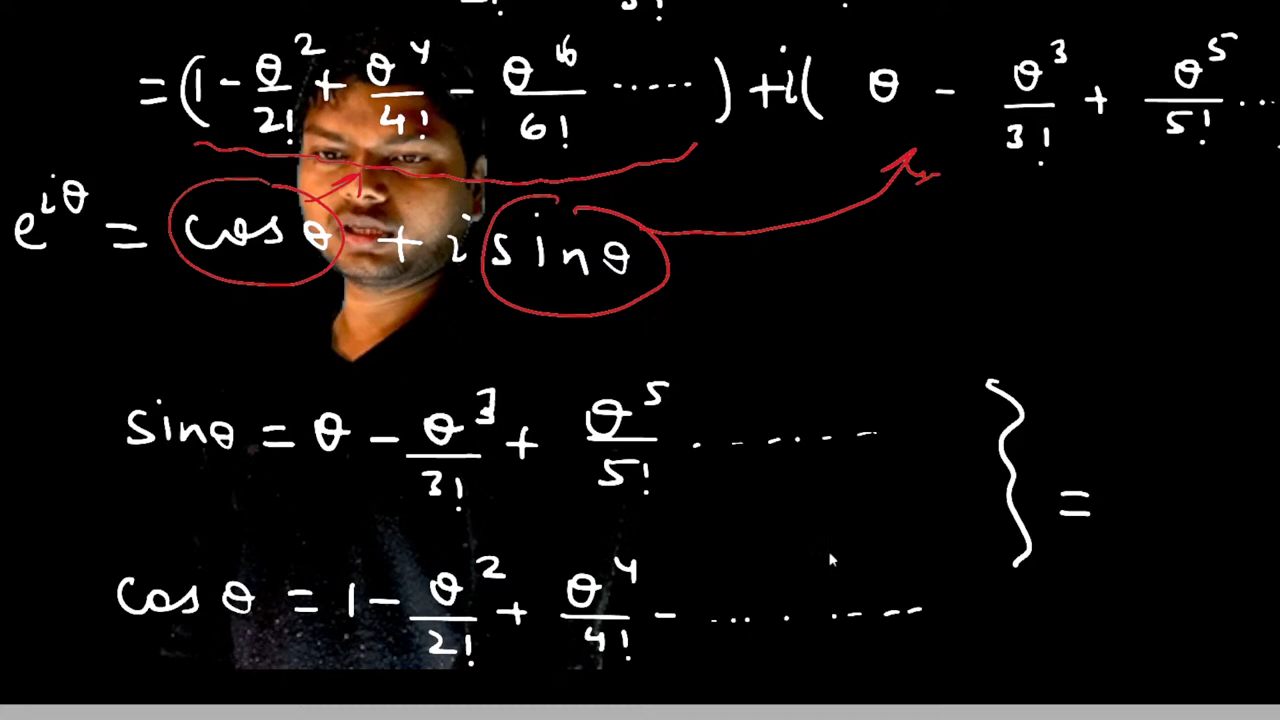 = (1 - θ²/2! + θ⁴/4! - θ⁶/6! ......) + i( θ - θ³/3! + θ⁵/5! ...
e^{iθ} = cos θ + i sin θ
sin θ = θ - θ³/3! + θ⁵/5! ........
} =
cos θ = 1 - θ²/2! + θ⁴/4! - ........